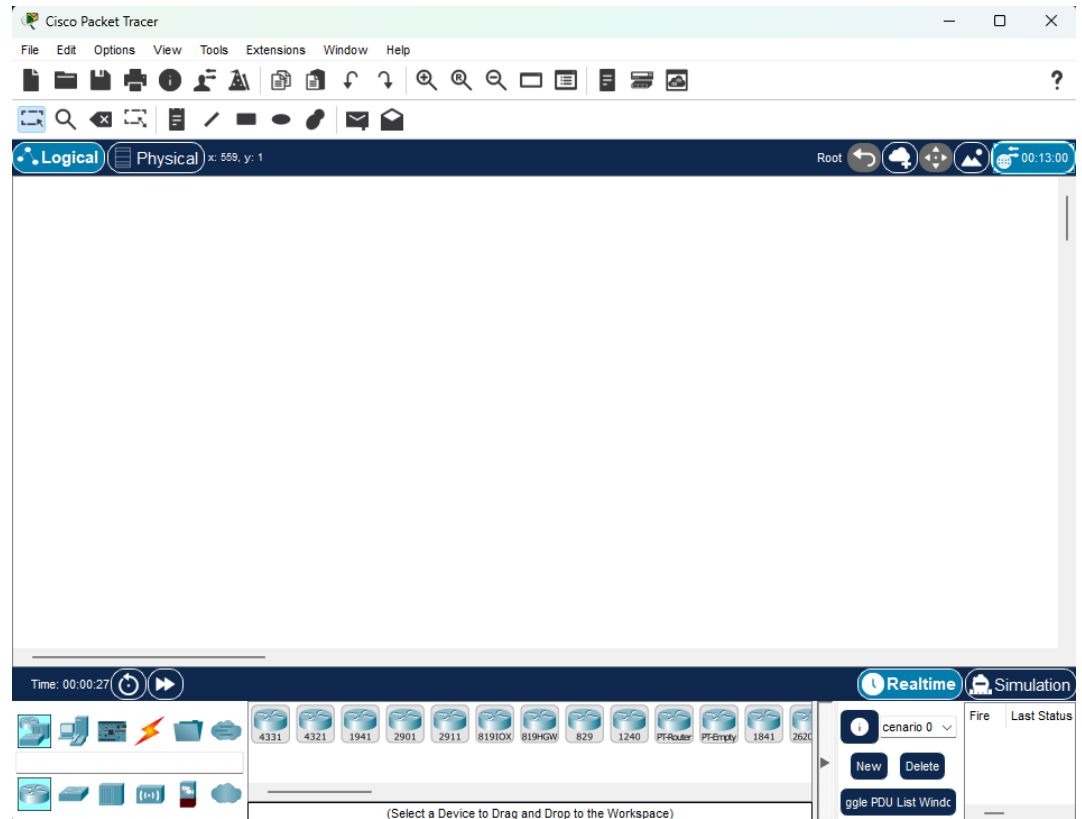 Cisco Packet Tracer
File Edit Options View Tools Extensions Window Help
?
Logical Physical x: 559, y: 1 Root 00:13:00
Time: 00:00:27 Realtime Simulation
4331 4321 1941 2901 2911 819IOX 819HGW 829 1240 PT-Router PT-Empty 1841 262
cenario 0 Fire Last Status
New Delete
ggle PDU List Windo
(Select a Device to Drag and Drop to the Workspace)